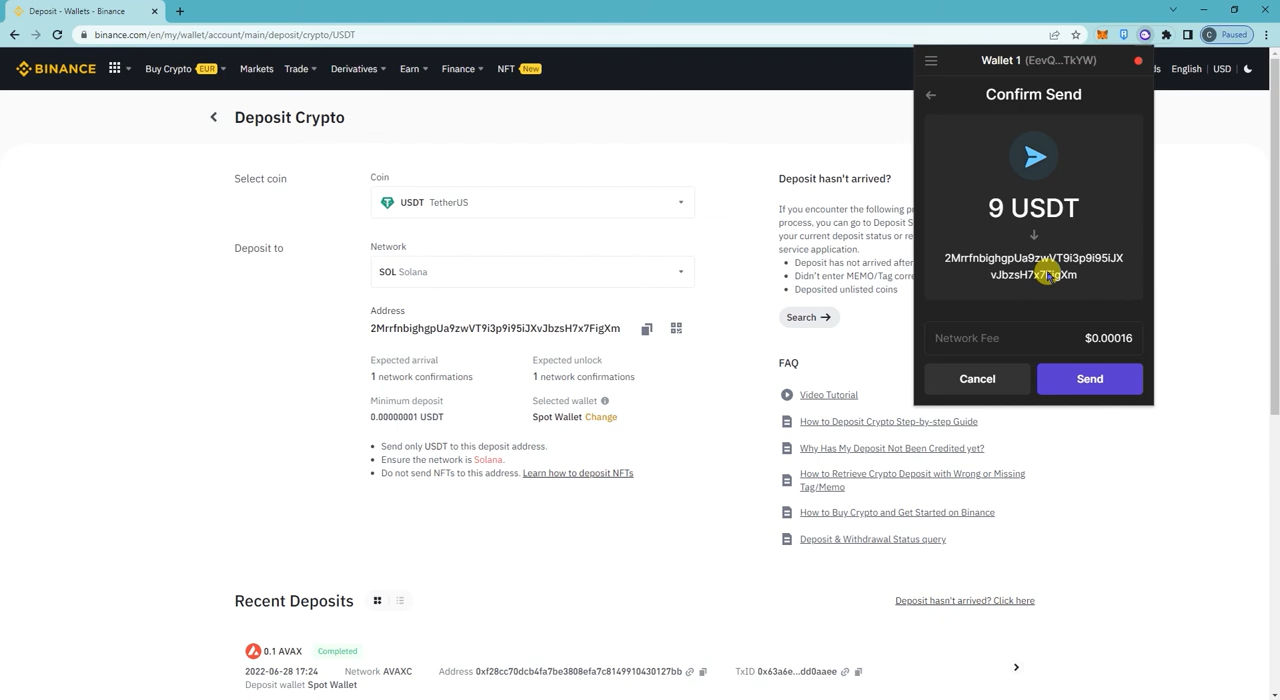 Deposit - Wallets - Binance
binance.com/en/my/wallet/account/main/deposit/crypto/USDT
C Paused
BINANCE Buy Crypto EUR Markets Trade Derivatives Earn Finance NFT New English | USD |
Deposit Crypto
Select coin
Coin
USDT TetherUS
Deposit to
Network
SOL Solana
Address
2MrrfnbighgpUa9zwVT9i3p9i95iJXvJbzsH7x7FigXm
Expected arrival Expected unlock
1 network confirmations 1 network confirmations
Minimum deposit Selected wallet
0.00000001 USDT Spot Wallet Change
Send only USDT to this deposit address.
Ensure the network is Solana.
Do not send NFTs to this address. Learn how to deposit NFTs
Deposit hasn't arrived?
If you encounter the following
process, you can go to Deposit
your current deposit status or
service application.
Deposit has not arrived after
Didn't enter MEMO/Tag
Deposited unlisted coins
Search →
FAQ
Video Tutorial
How to Deposit Crypto Step-by-step Guide
Why Has My Deposit Not Been Credited yet?
How to Retrieve Crypto Deposit with Wrong or Missing
Tag/Memo
How to Buy Crypto and Get Started on Binance
Deposit & Withdrawal Status query
Wallet 1 (EevQ...TkYW)
Confirm Send
9 USDT
2MrrfnbighgpUa9zwVT9i3p9i95iJX
vJbzsH7x7FigXm
Network Fee $0.00016
Cancel Send
Recent Deposits
Deposit hasn't arrived? Click here
0.1 AVAX Completed
2022-06-28 17:24 Network AVAXC Address 0xf28cc70dcb4fa7be3808efa7c8149910430127bb TxID 0x63a6e...dd0aaee
Deposit wallet Spot Wallet